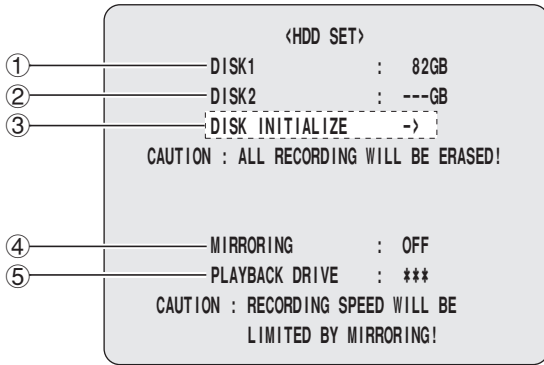 <HDD SET>
① DISK1 : 82GB
② DISK2 : ---GB
③ DISK INITIALIZE ->
CAUTION : ALL RECORDING WILL BE ERASED!
④ MIRRORING : OFF
⑤ PLAYBACK DRIVE : ***
CAUTION : RECORDING SPEED WILL BE
LIMITED BY MIRRORING!